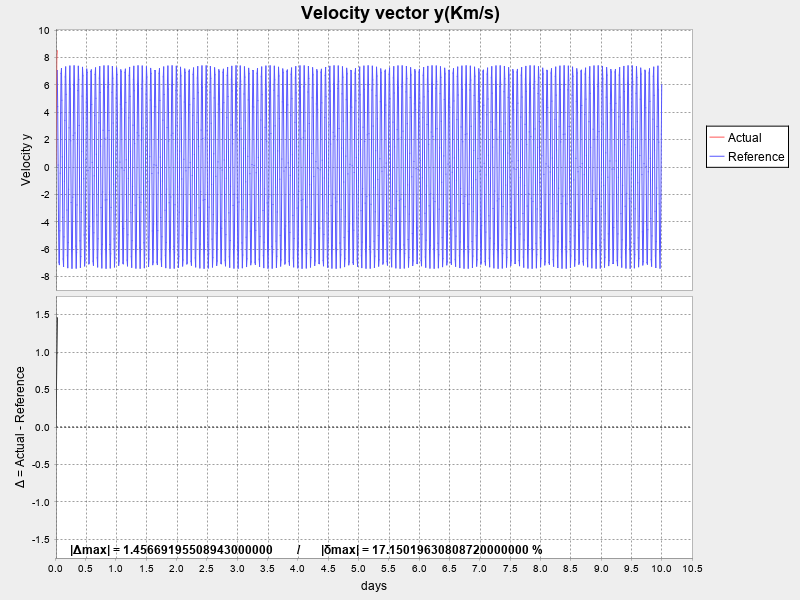 Velocity vector y(Km/s)
10
8
6
4
2
0
-2
-4
-6
-8
Velocity y
Actual
Reference
1.5
1.0
0.5
0.0
-0.5
-1.0
-1.5
Δ = Actual - Reference
|Δmax| = 1.45669195508943000000 / |δmax| = 17.15019630808720000000 %
0.0 0.5 1.0 1.5 2.0 2.5 3.0 3.5 4.0 4.5 5.0 5.5 6.0 6.5 7.0 7.5 8.0 8.5 9.0 9.5 10.0 10.5
days